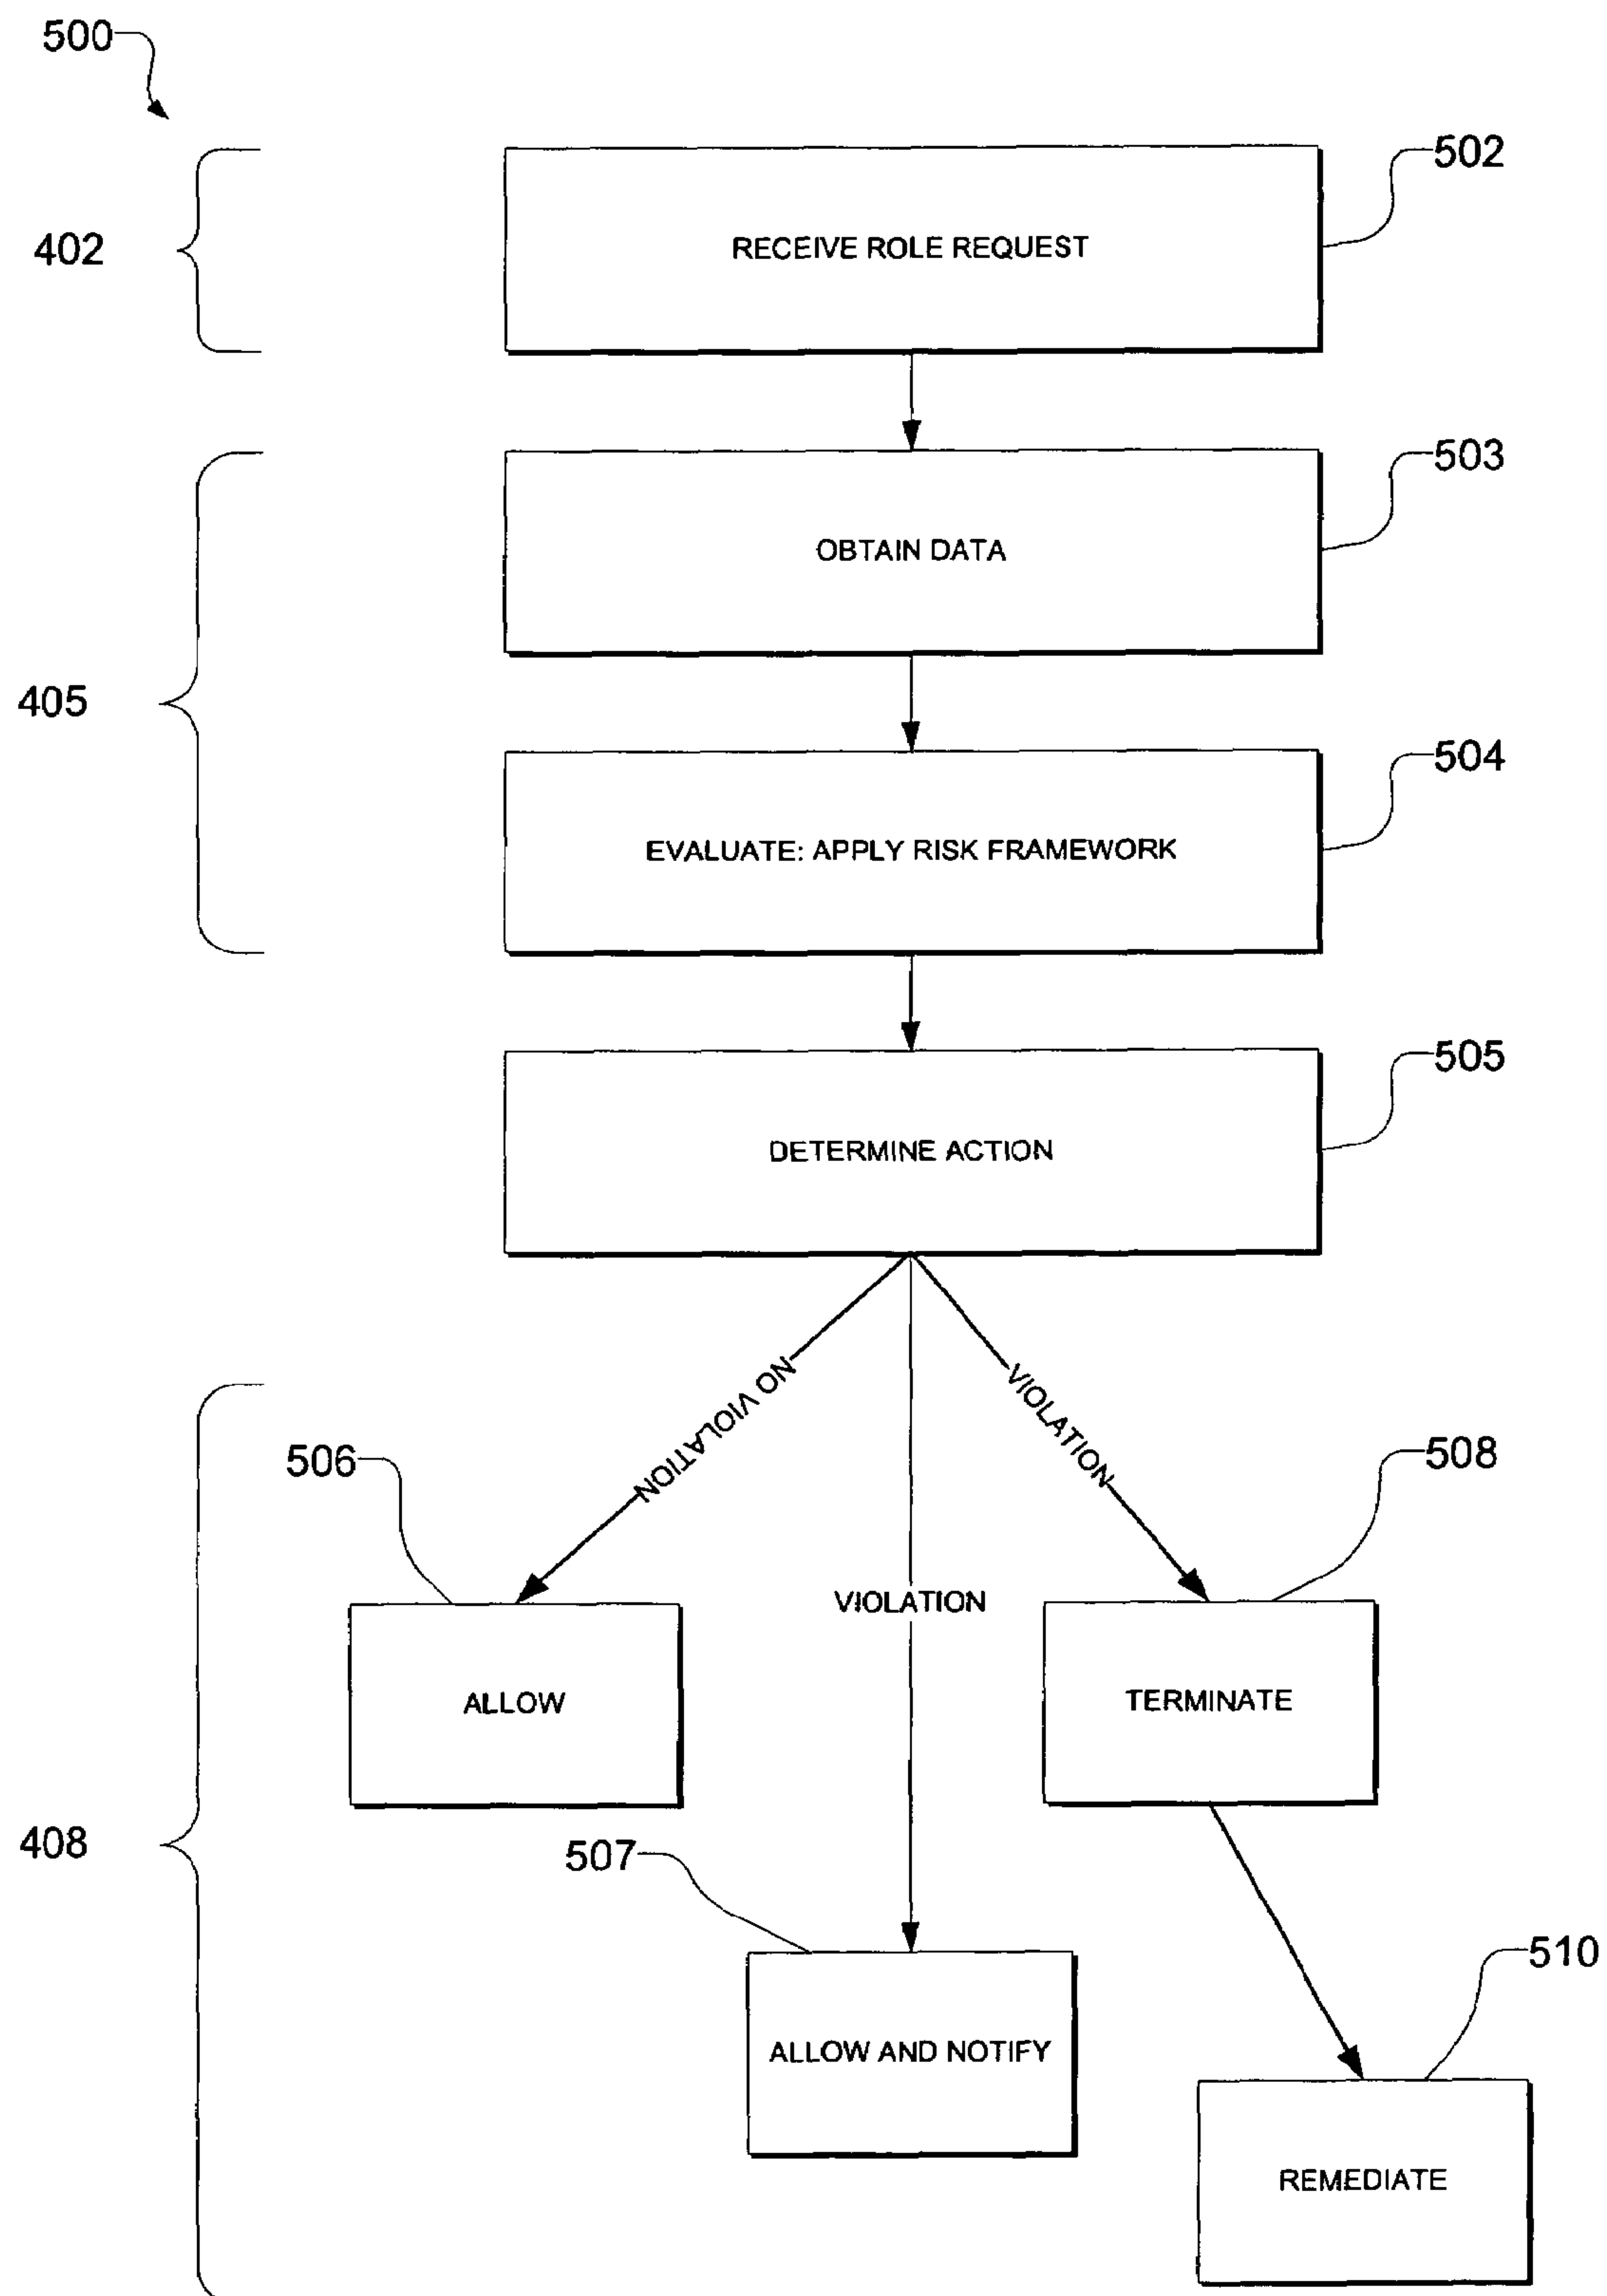 500
502
402
RECEIVE ROLE REQUEST
503
OBTAIN DATA
405
504
EVALUATE: APPLY RISK FRAMEWORK
505
DETERMINE ACTION
NO VIOLATION
VIOLATION
506
508
VIOLATION
ALLOW
TERMINATE
408
507
510
ALLOW AND NOTIFY
REMEDIATE